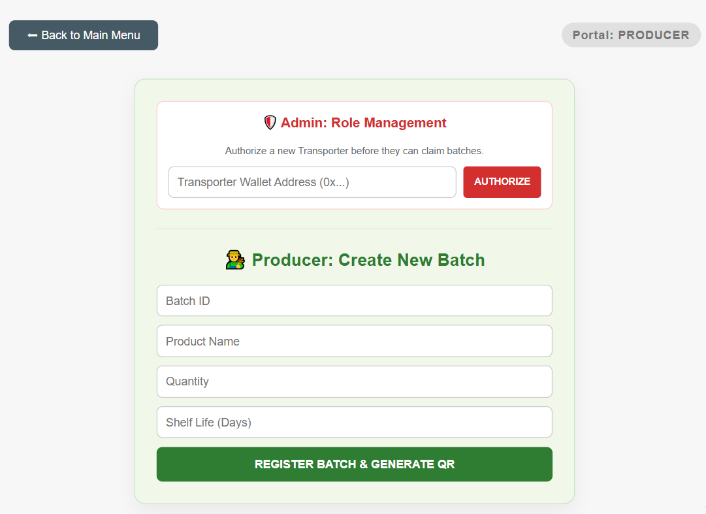 ⬅ Back to Main Menu
Portal: PRODUCER
Admin: Role Management
Authorize a new Transporter before they can claim batches.
Transporter Wallet Address (0x...)
AUTHORIZE
Producer: Create New Batch
Batch ID
Product Name
Quantity
Shelf Life (Days)
REGISTER BATCH & GENERATE QR